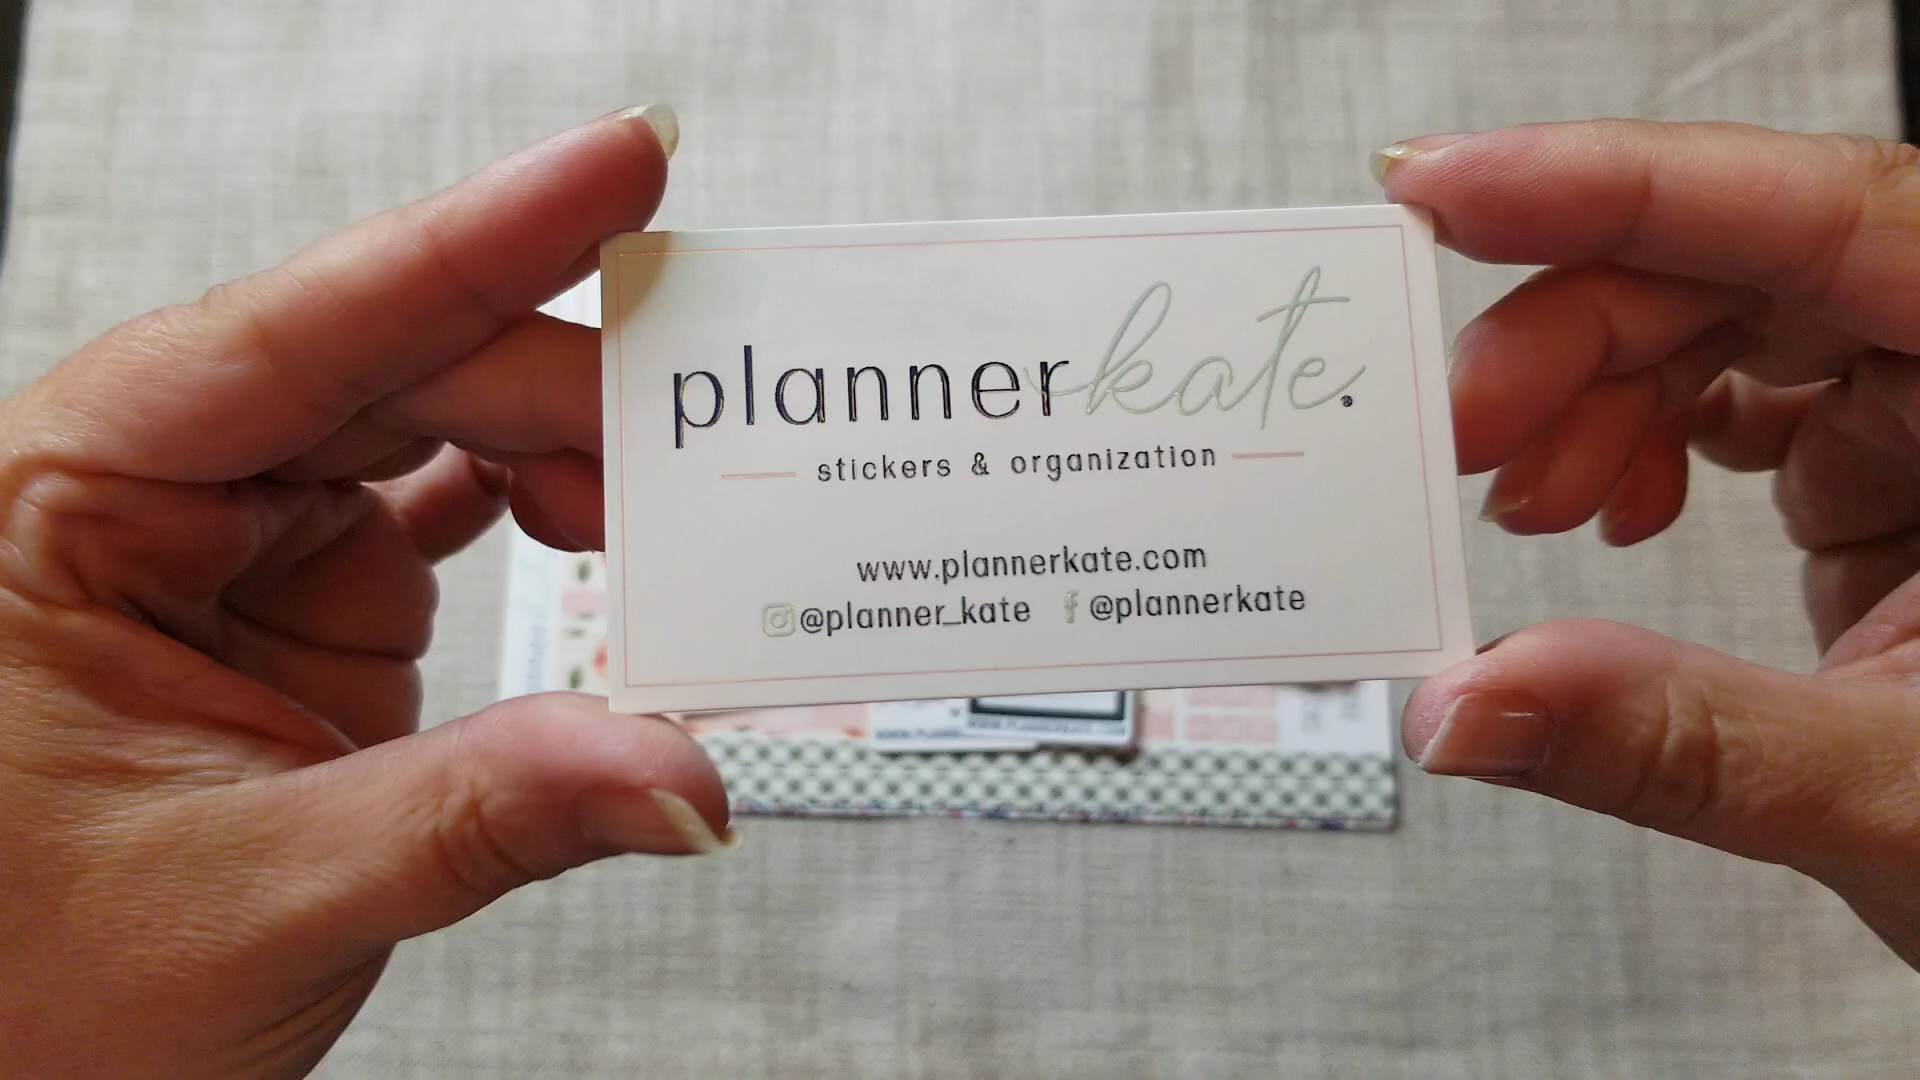 plannerkate.
stickers & organization
www.plannerkate.com
@planner_kate @plannerkate